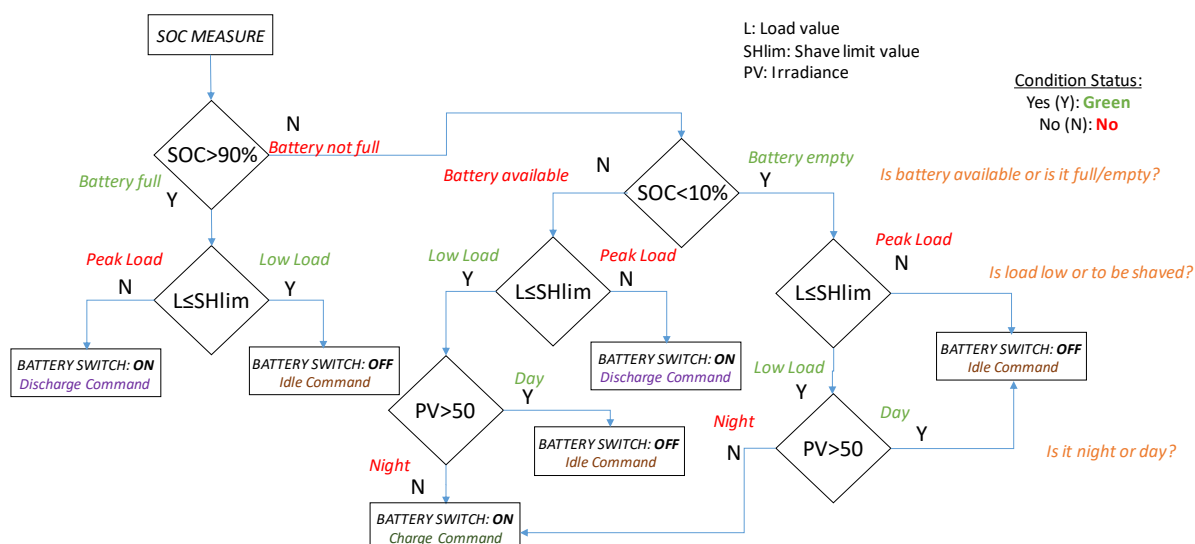 SOC MEASURE
L: Load value
SHlim: Shave limit value
PV: Irradiance
Condition Status:
Yes (Y): Green
No (N): No
N
Battery not full
SOC>90%
Battery full
Y
N
Battery available
SOC<10%
Battery empty
Y
Is battery available or is it full/empty?
Peak Load
N
L≤SHlim
Low Load
Y
Low Load
Y
L≤SHlim
Peak Load
N
L≤SHlim
Peak Load
N
Is load low or to be shaved?
BATTERY SWITCH: ON
Discharge Command
BATTERY SWITCH: OFF
Idle Command
BATTERY SWITCH: ON
Discharge Command
BATTERY SWITCH: OFF
Idle Command
PV>50
Day
Y
Night
N
BATTERY SWITCH: OFF
Idle Command
Low Load
Y
Night
N
PV>50
Day
Y
Is it night or day?
BATTERY SWITCH: ON
Charge Command